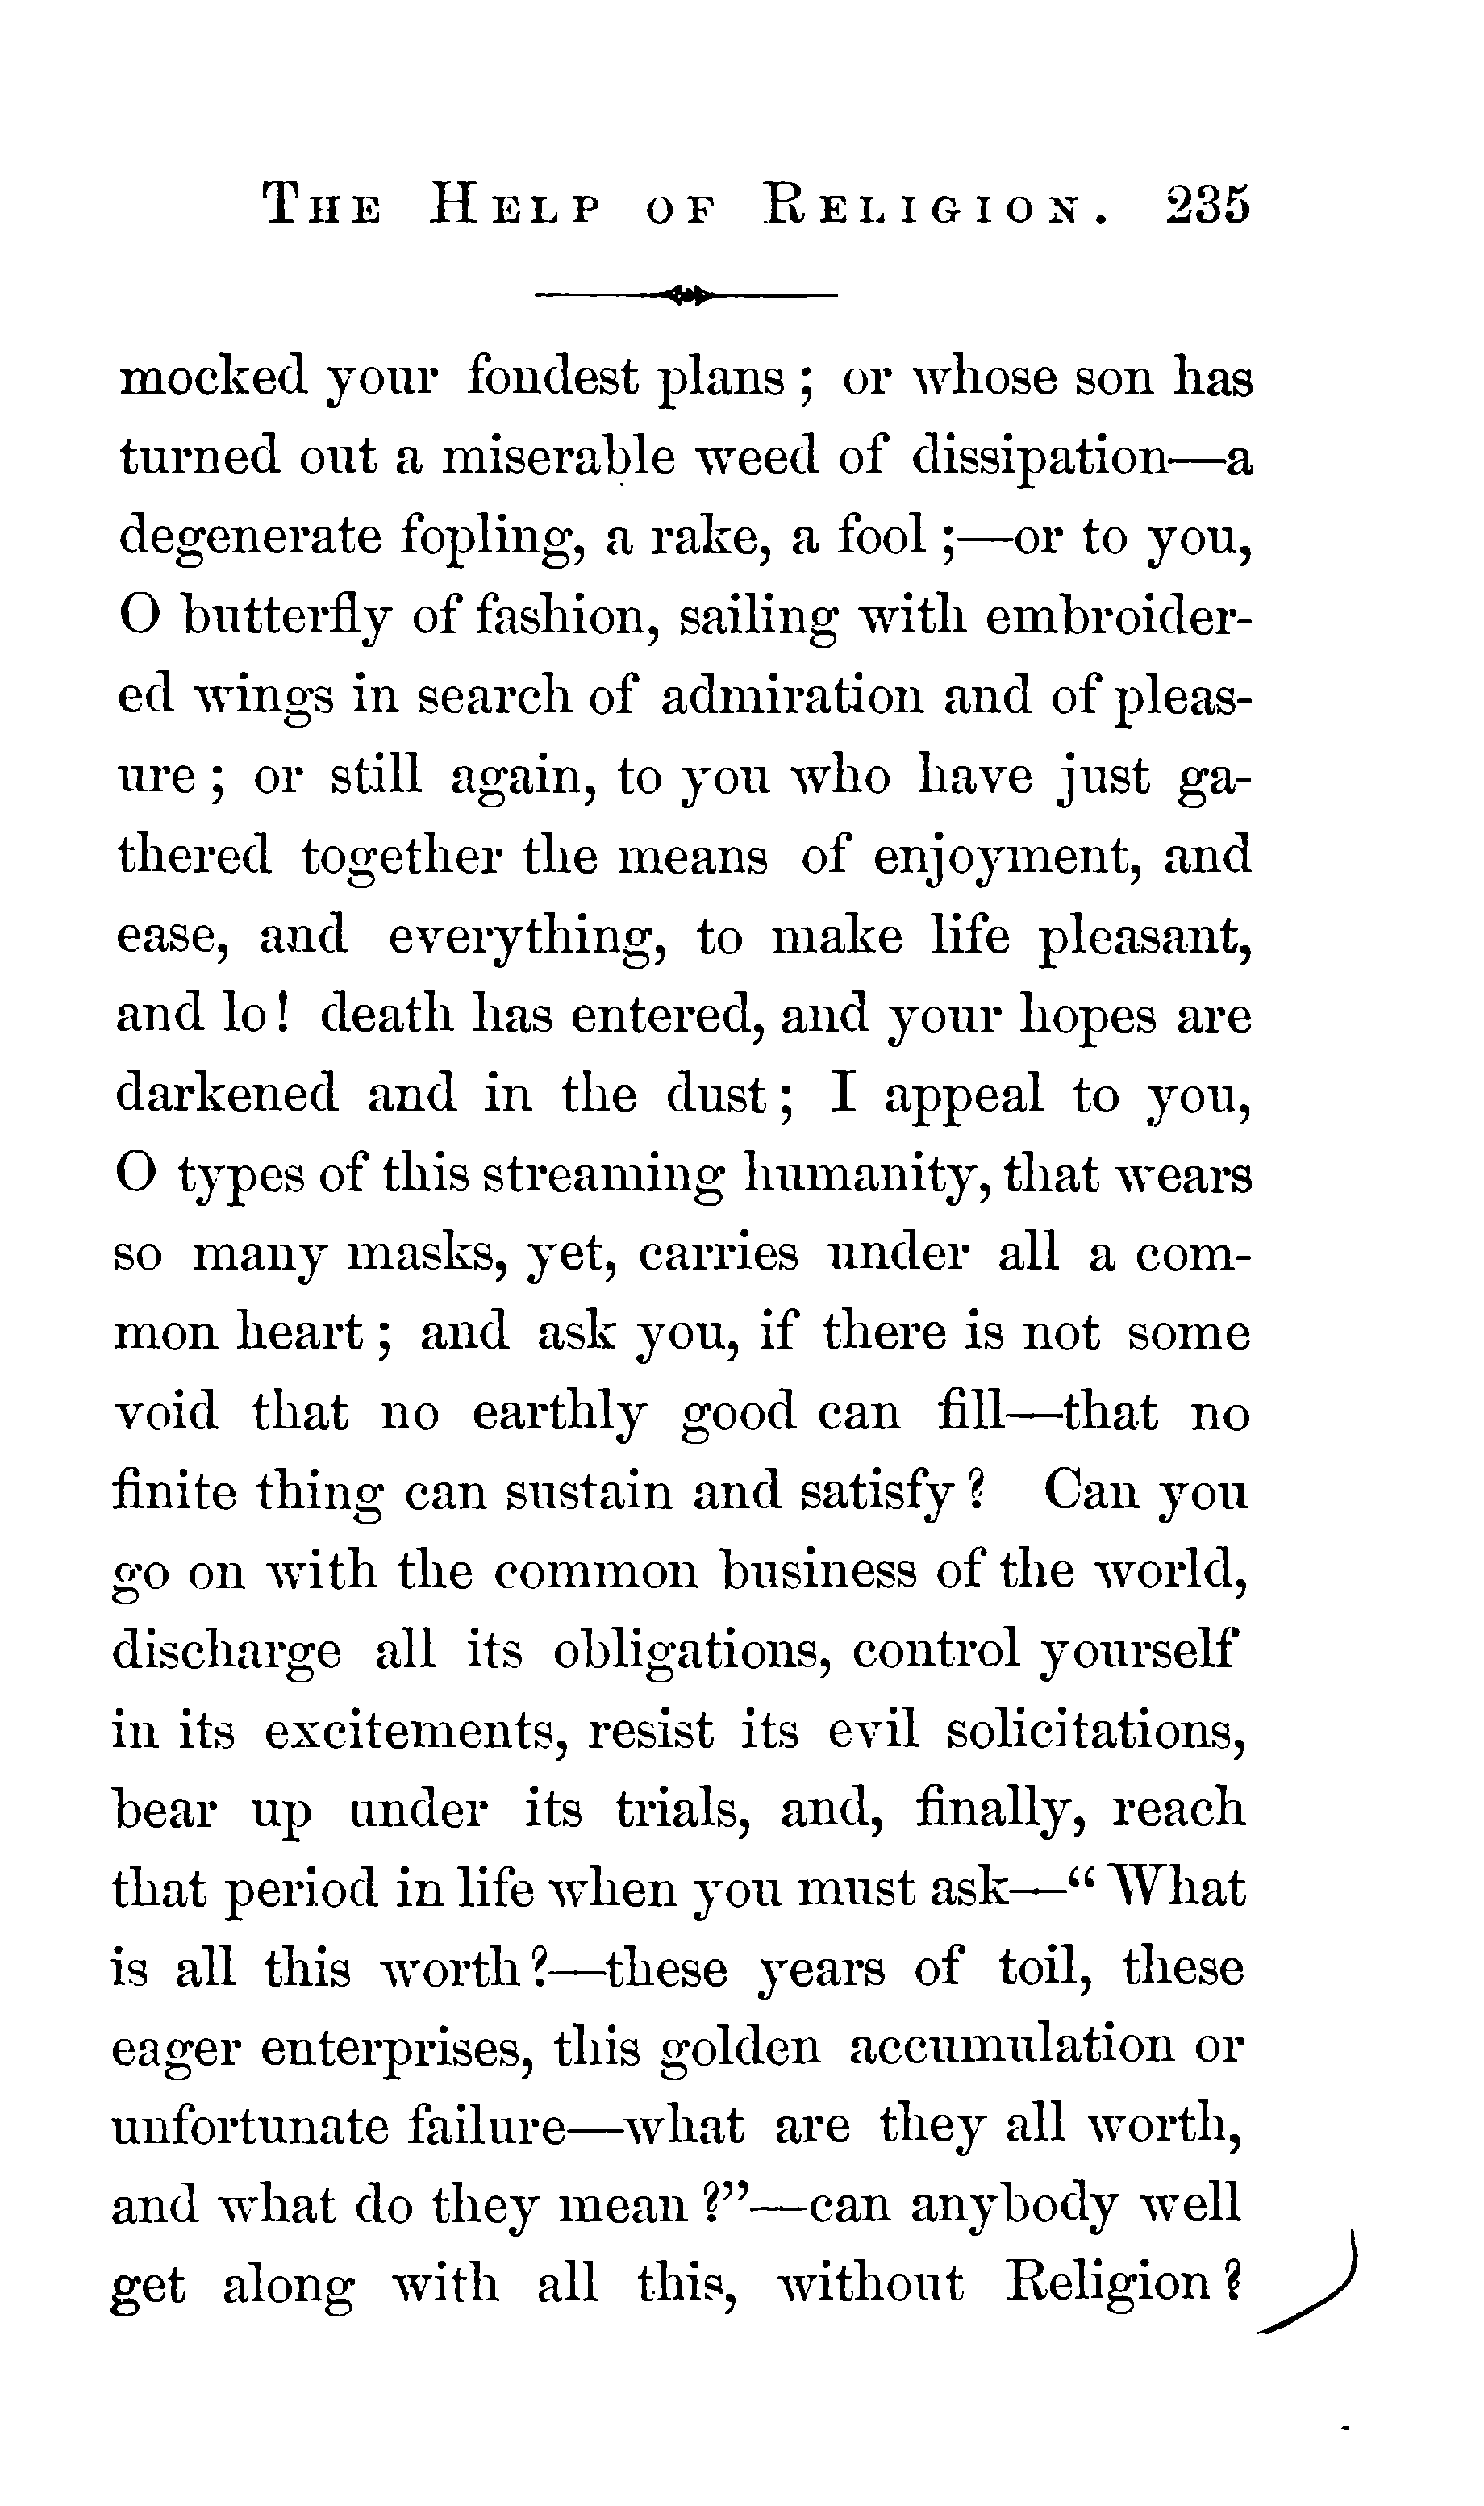 THE HELP OF RELIGION. 235
mocked your fondest plans ; or whose son has
turned out a miserable weed of dissipation—a
degenerate fopling, a rake, a fool ;—or to you,
O butterfly of fashion, sailing with embroider-
ed wings in search of admiration and of pleas-
ure ; or still again, to you who have just ga-
thered together the means of enjoyment, and
ease, and everything, to make life pleasant,
and lo! death has entered, and your hopes are
darkened and in the dust; I appeal to you,
O types of this streaming humanity, that wears
so many masks, yet, carries under all a com-
mon heart ; and ask you, if there is not some
void that no earthly good can fill—that no
finite thing can sustain and satisfy ? Can you
go on with the common business of the world,
discharge all its obligations, control yourself
in its excitements, resist its evil solicitations,
bear up under its trials, and, finally, reach
that period in life when you must ask—“ What
is all this worth ?—these years of toil, these
eager enterprises, this golden accumulation or
unfortunate failure—what are they all worth,
and what do they mean ?”—can anybody well
get along with all this, without Religion ?